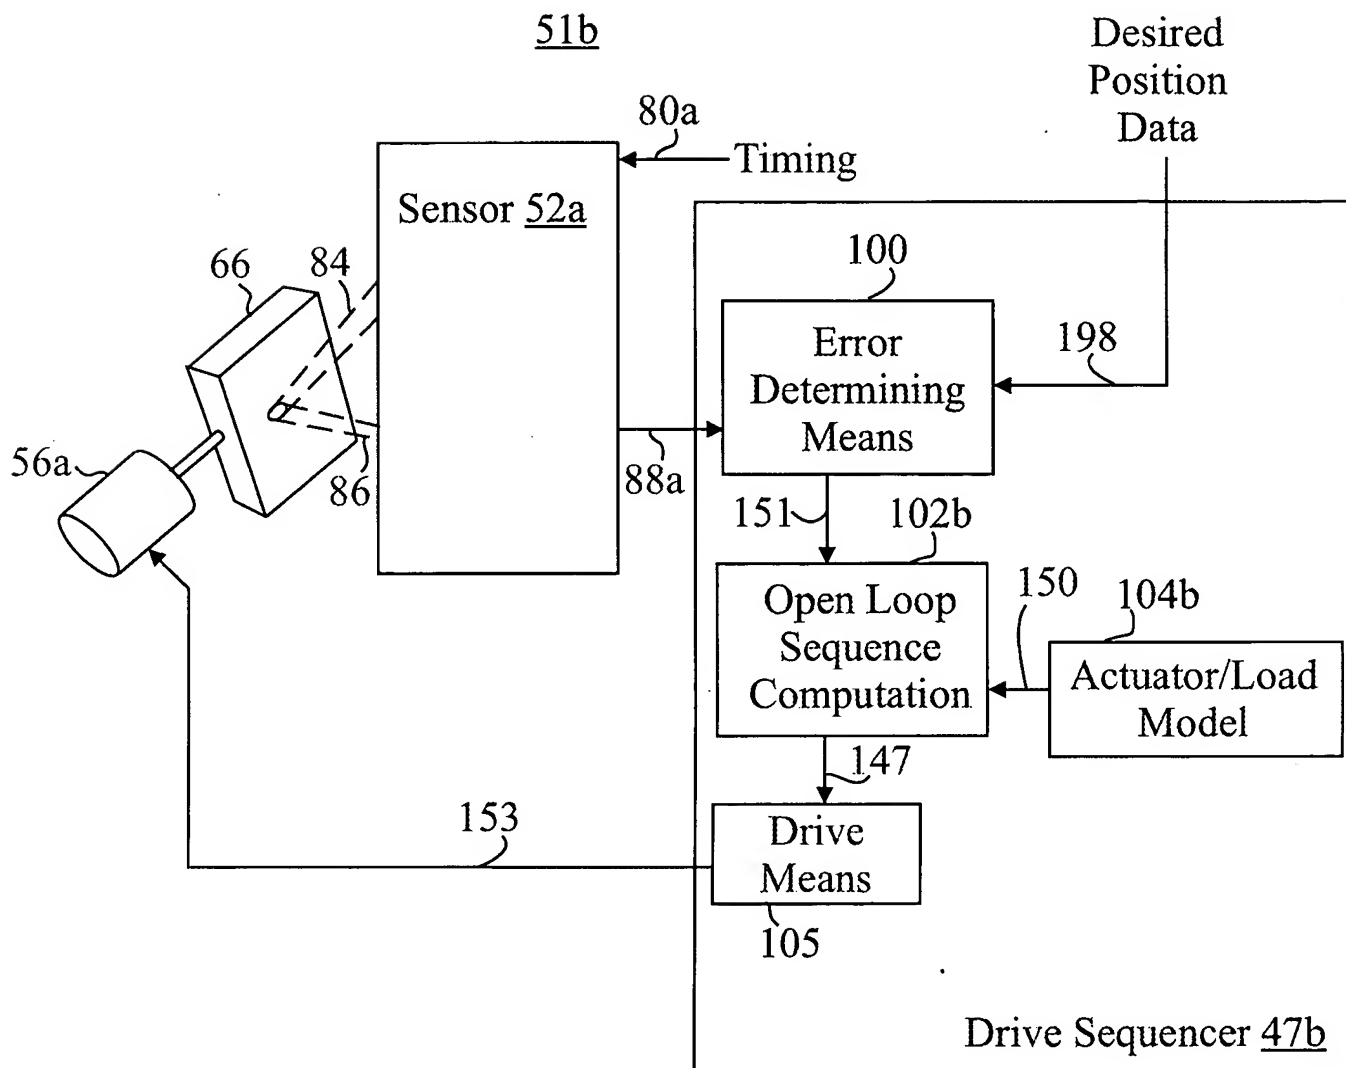 51b
Desired
Position
Data
80a
Timing
Sensor 52a
66
84
100
Error
Determining
Means
198
56a
86
88a
151
102b
Open Loop
Sequence
Computation
150
104b
Actuator/Load
Model
147
153
Drive
Means
105
Drive Sequencer 47b